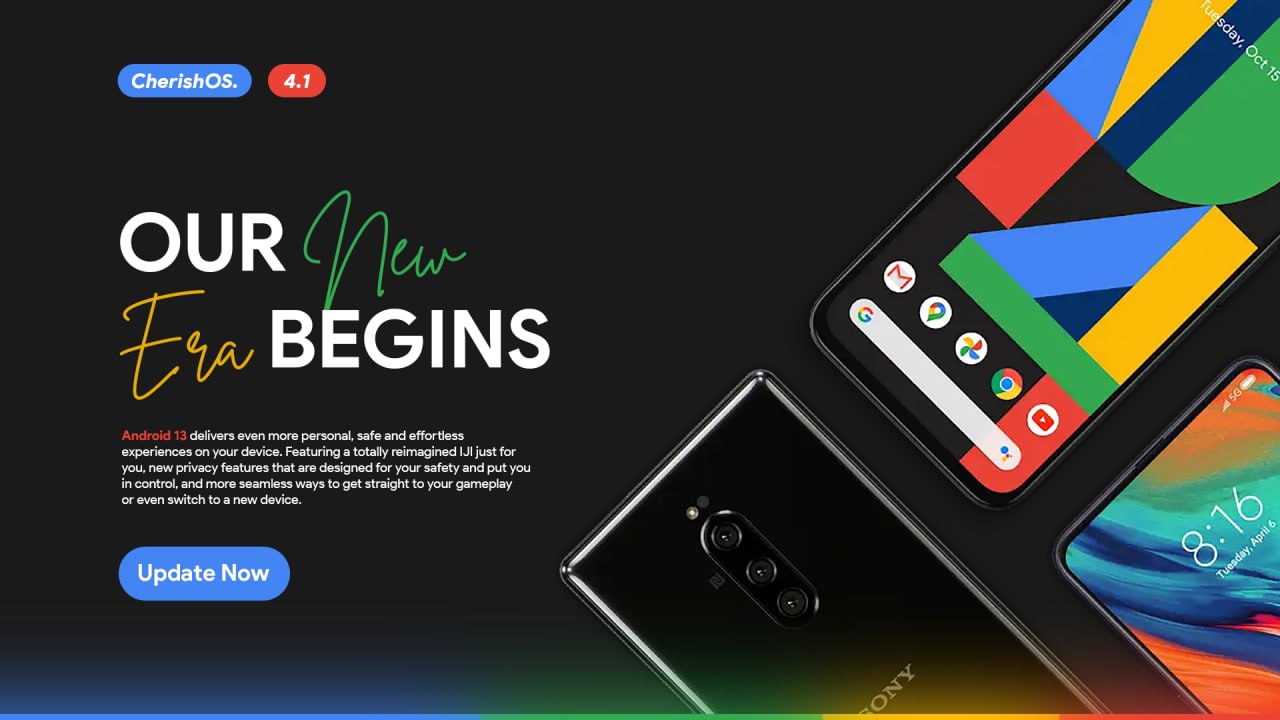 CherishOS.
4.1
OUR New
Era BEGINS
Android 13 delivers even more personal, safe and effortless
experiences on your device. Featuring a totally reimagined IJI just for
you, new privacy features that are designed for your safety and put you
in control, and more seamless ways to get straight to your gameplay
or even switch to a new device.
Update Now
Tuesday, Oct 15
5G
8:16
Tuesday, April 6
SONY